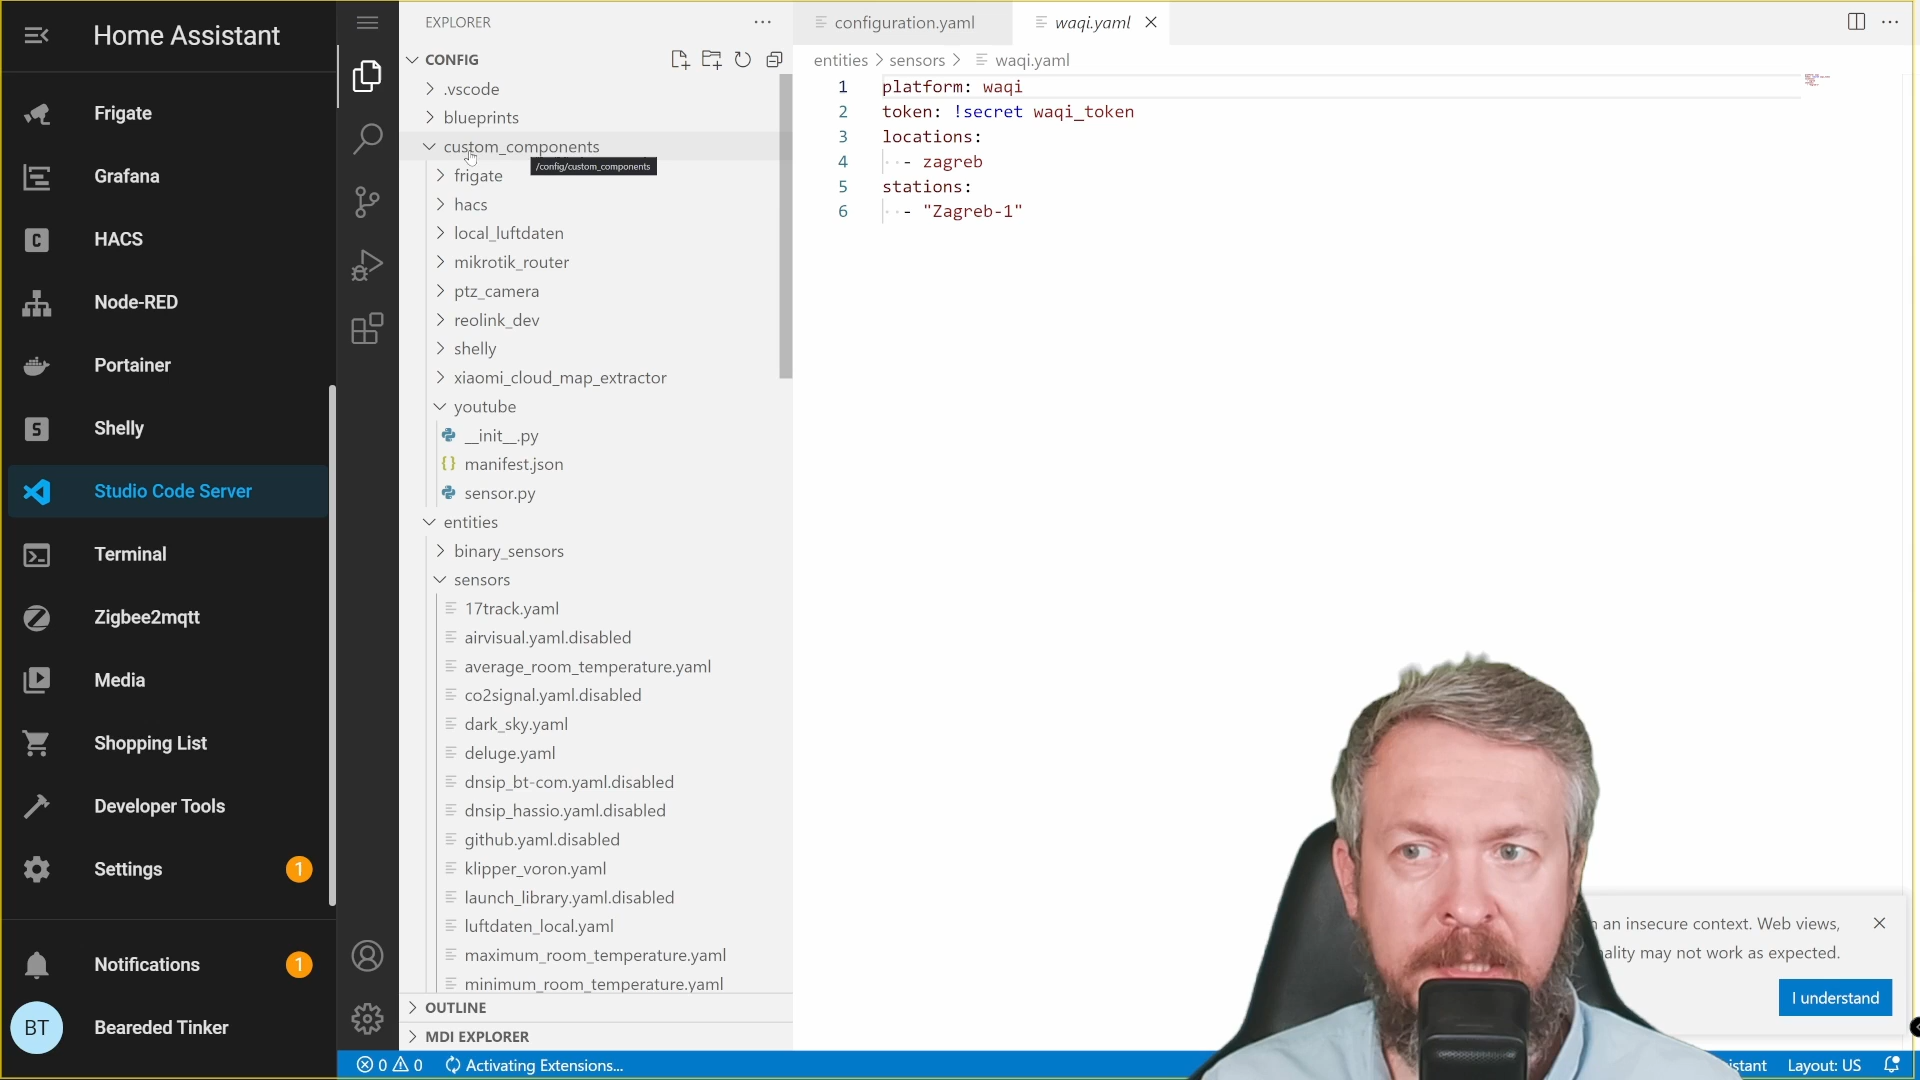 Home Assistant
Frigate
Grafana
HACS
Node-RED
Portainer
Shelly
Studio Code Server
Terminal
Zigbee2mqtt
Media
Shopping List
Developer Tools
Settings
1
Notifications
1
BT
Beareded Tinker
EXPLORER
CONFIG
.vscode
blueprints
custom_components
/config/custom_components
frigate
hacs
local_luftdaten
mikrotik_router
ptz_camera
reolink_dev
shelly
xiaomi_cloud_map_extractor
youtube
__init__.py
manifest.json
sensor.py
entities
binary_sensors
sensors
17track.yaml
airvisual.yaml.disabled
average_room_temperature.yaml
co2signal.yaml.disabled
dark_sky.yaml
deluge.yaml
dnsip_bt-com.yaml.disabled
dnsip_hassio.yaml.disabled
github.yaml.disabled
klipper_voron.yaml
launch_library.yaml.disabled
luftdaten_local.yaml
maximum_room_temperature.yaml
minimum_room_temperature.yaml
OUTLINE
MDI EXPLORER
configuration.yaml
waqi.yaml
entities > sensors > waqi.yaml
1 platform: waqi
2 token: !secret waqi_token
3 locations:
4 - zagreb
5 stations:
6 - "Zagreb-1"
an insecure context. Web views,
may not work as expected.
I understand
0 0 Activating Extensions...
Layout: US